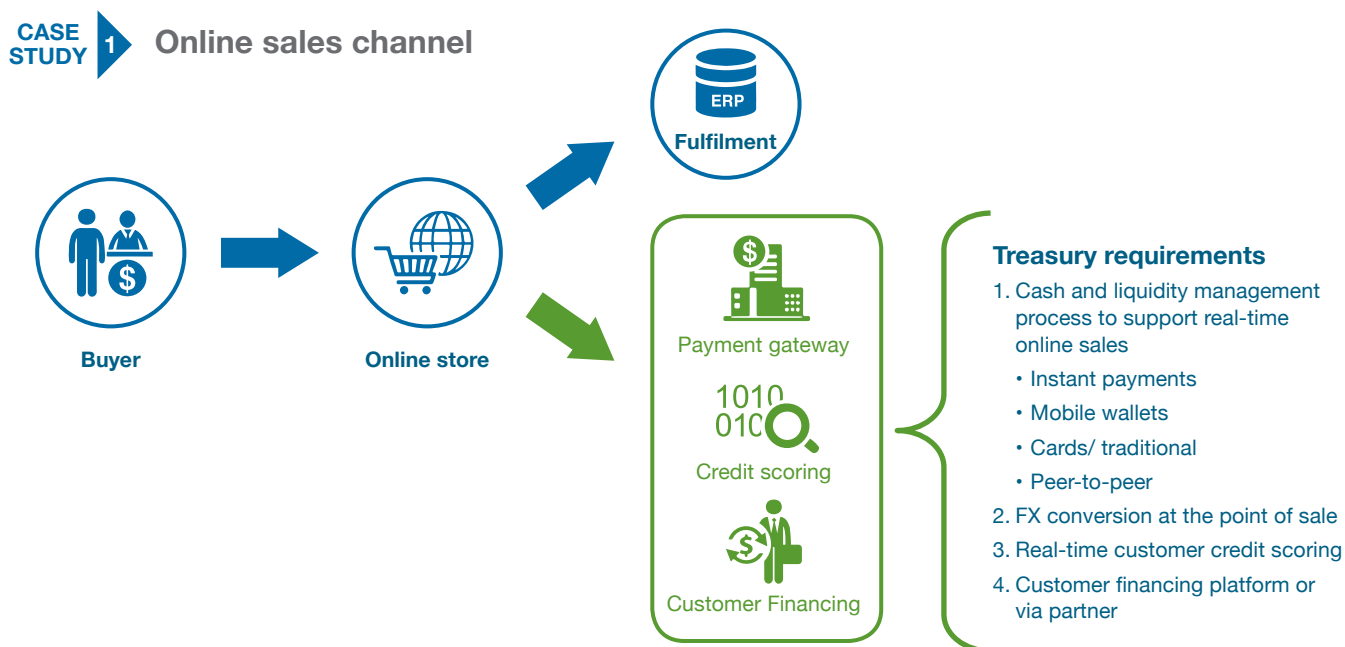 CASE
STUDY
1
Online sales channel
ERP
Fulfilment
$
Buyer
Online store
$
Payment gateway
1010
010
Credit scoring
$
Customer Financing
Treasury requirements
1. Cash and liquidity management
process to support real-time
online sales
• Instant payments
• Mobile wallets
• Cards/ traditional
• Peer-to-peer
2. FX conversion at the point of sale
3. Real-time customer credit scoring
4. Customer financing platform or
via partner